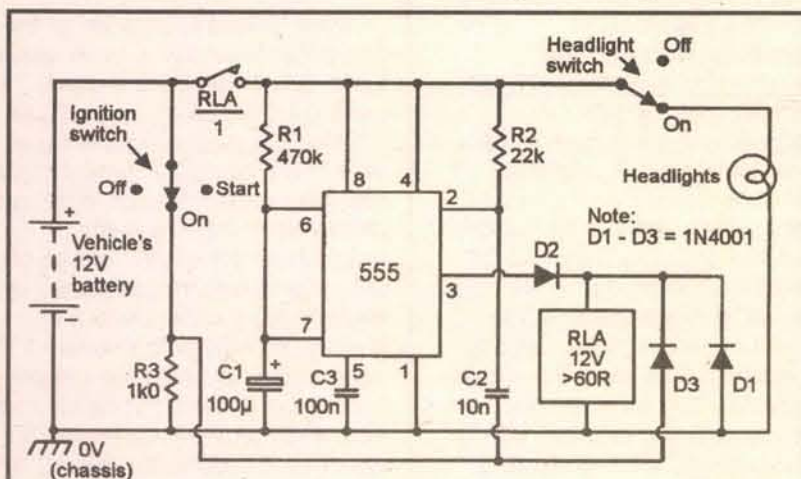 Headlight
switch
Off
On
RLA
1
Ignition
switch
Off
Start
On
R1
470k
R2
22k
8
4
6
2
555
3
7
5
1
Headlights
Note:
D1 - D3 = 1N4001
D2
+
Vehicle's
12V
battery
−
R3
1k0
C1
+
100µ
C3
100n
C2
10n
RLA
12V
>60R
D3
D1
0V
(chassis)